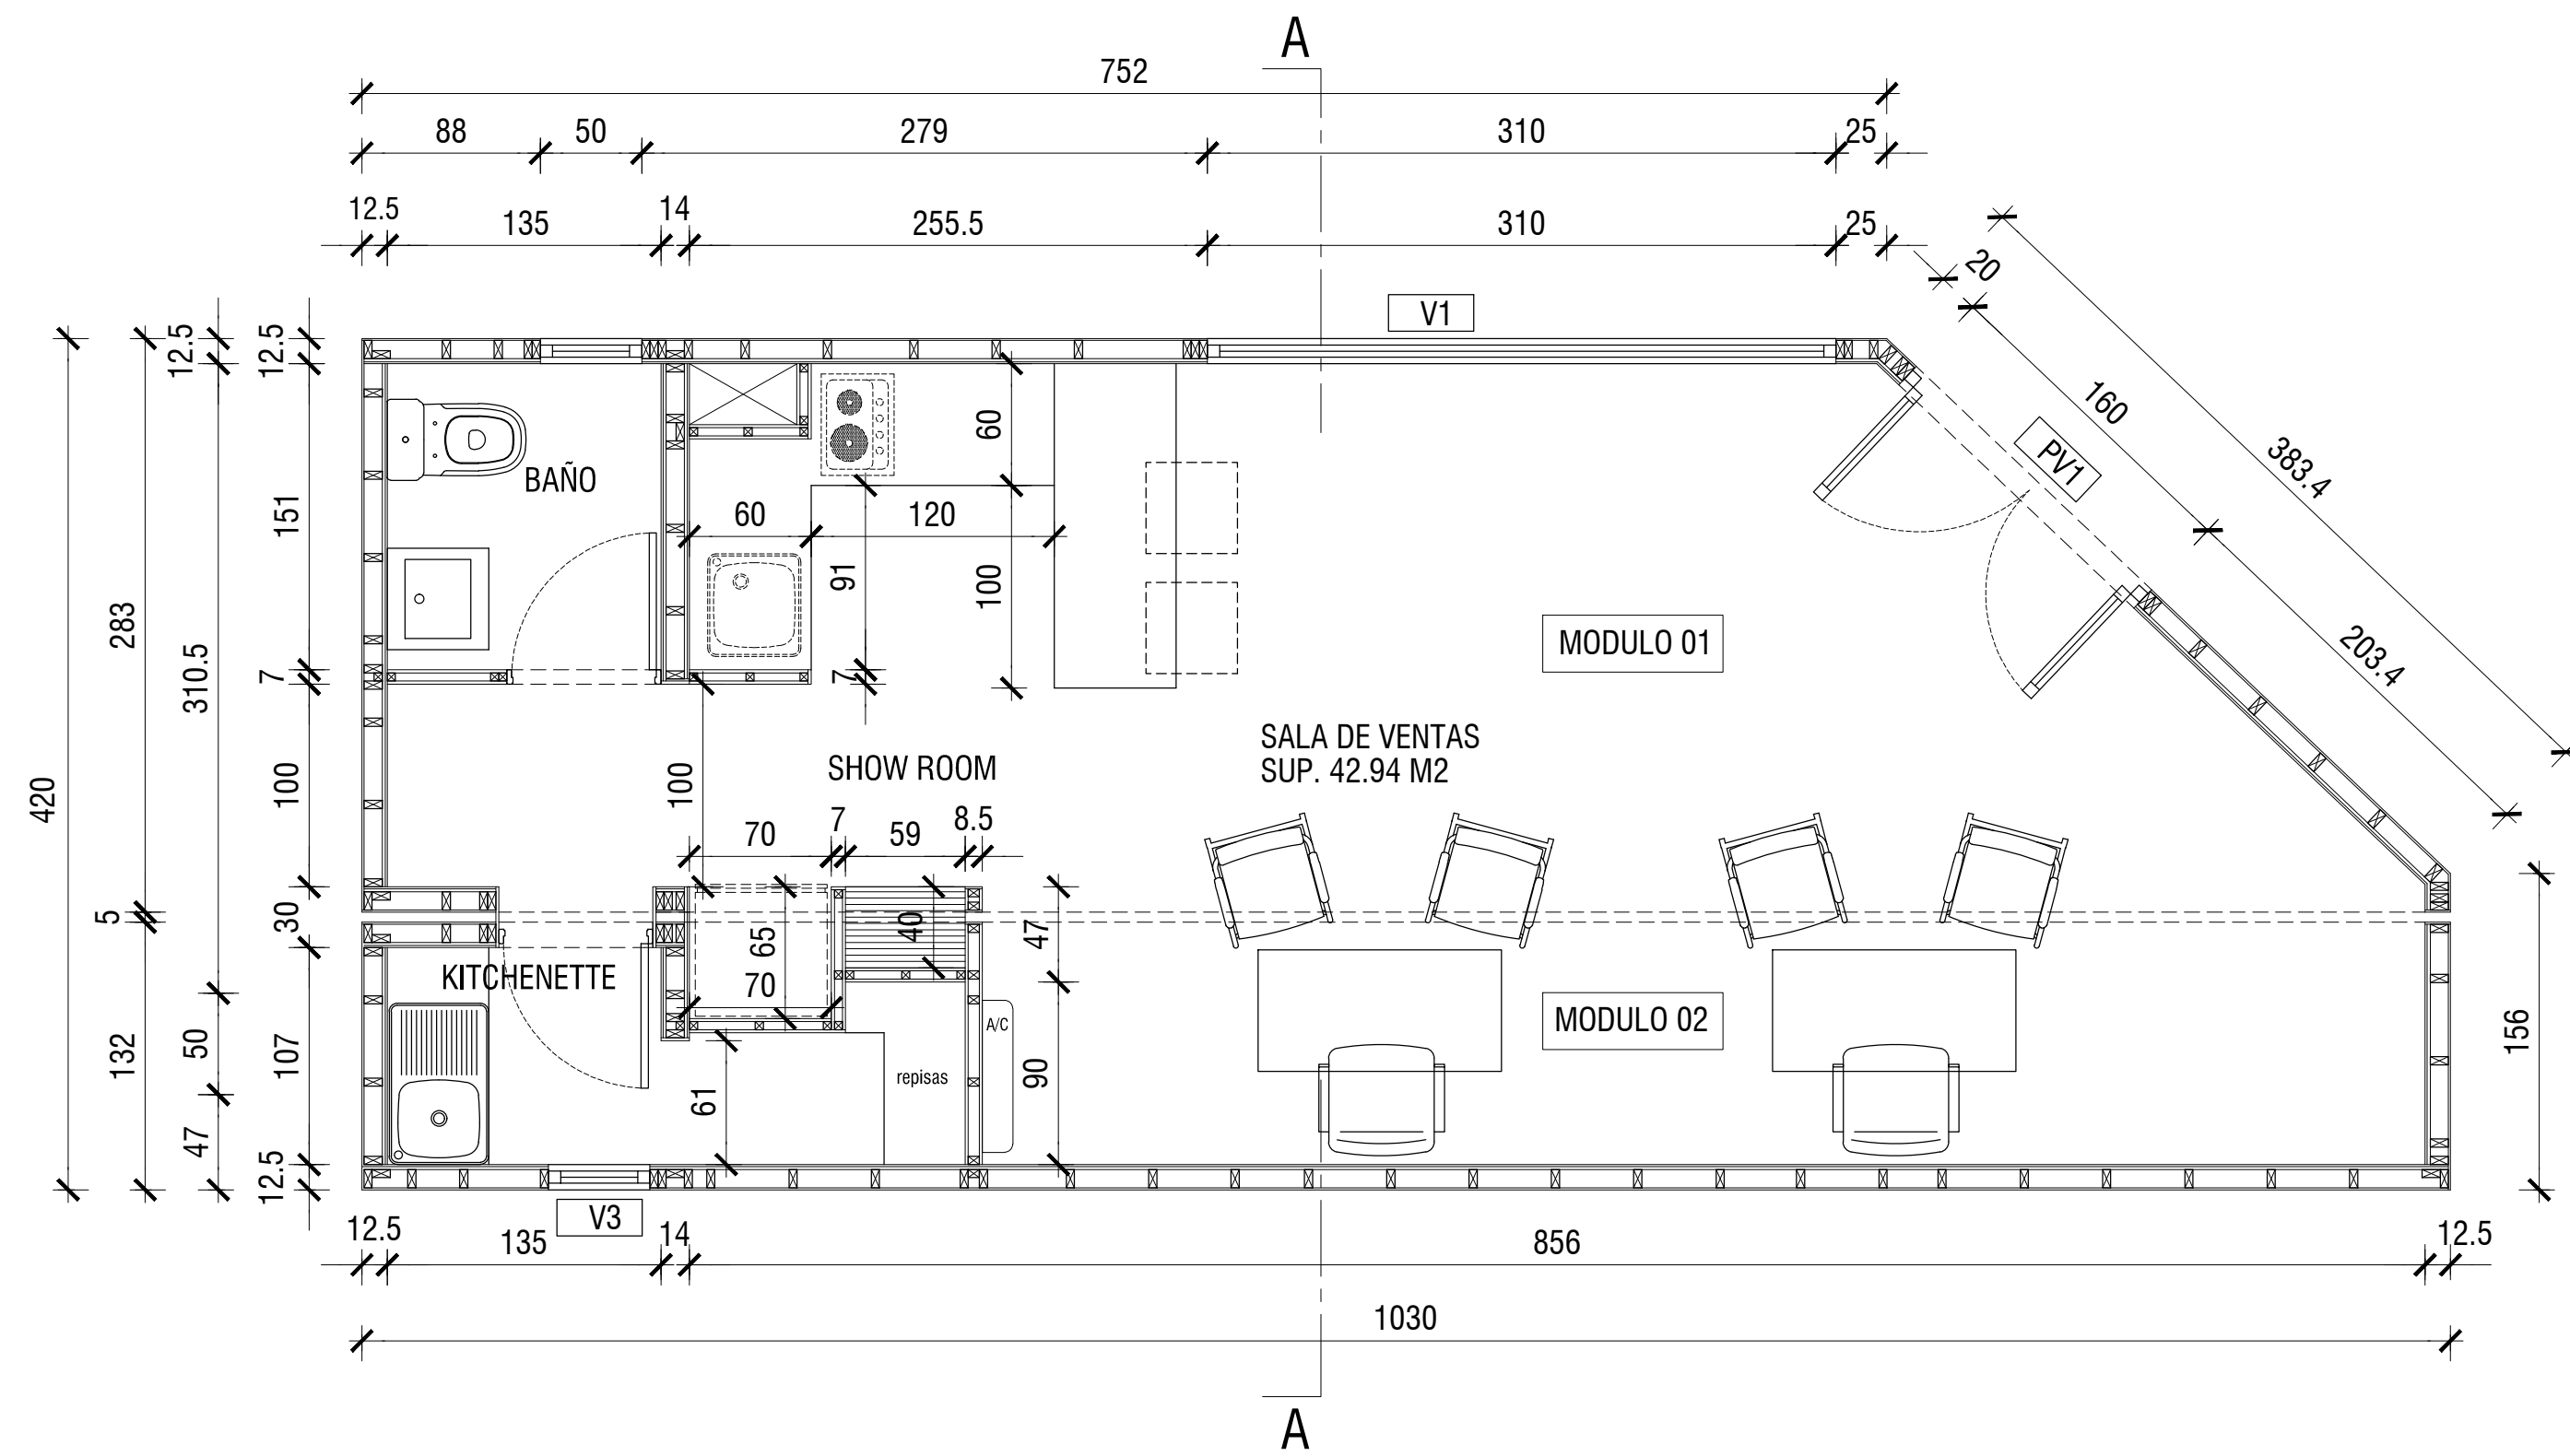 A
752
88 50 279 310 25
12.5 135 14 255.5 310 25
20
160
383.4
203.4
V1
PV1
12.5 12.5
151
283
310.5
7
100
420
5
30
132
50
107
47
12.5
BAÑO
60
60 120
91
100
7
MODULO 01
SALA DE VENTAS
SUP. 42.94 M2
SHOW ROOM
100
70 7 59 8.5
40
47
65
70
KITCHENETTE
A/C
MODULO 02
156
repisas
90
61
V3
12.5 135 14 856 12.5
1030
A